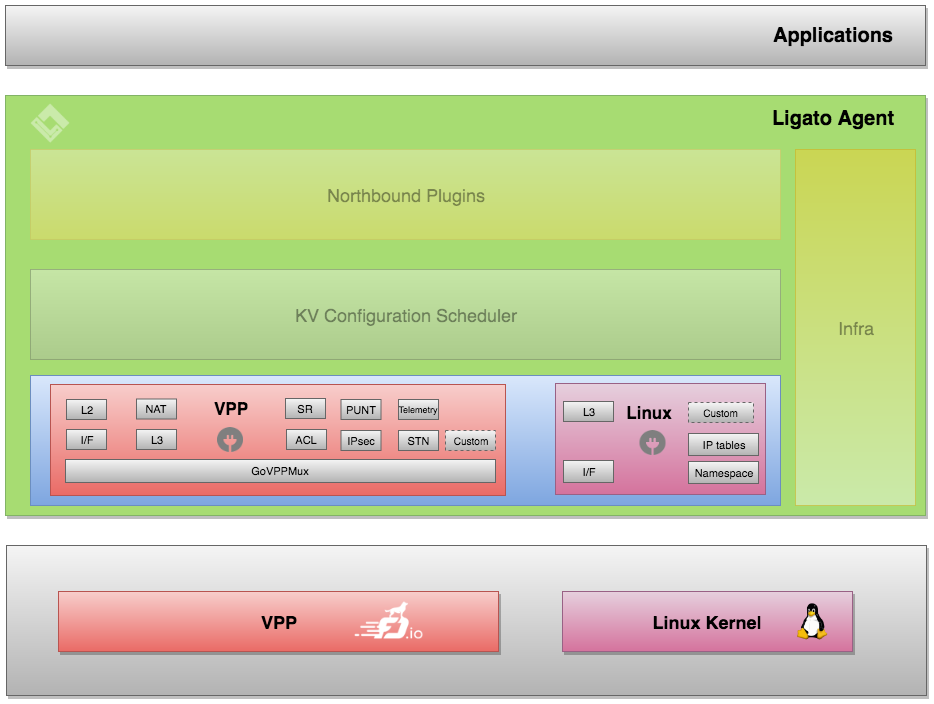 Applications
Ligato Agent
Northbound Plugins
KV Configuration Scheduler
Infra
L2
NAT
VPP
SR
PUNT
Telemetry
I/F
L3
ACL
IPsec
STN
Custom
GoVPPMux
L3
Linux
Custom
IP tables
I/F
Namespace
VPP
FD.io
Linux Kernel